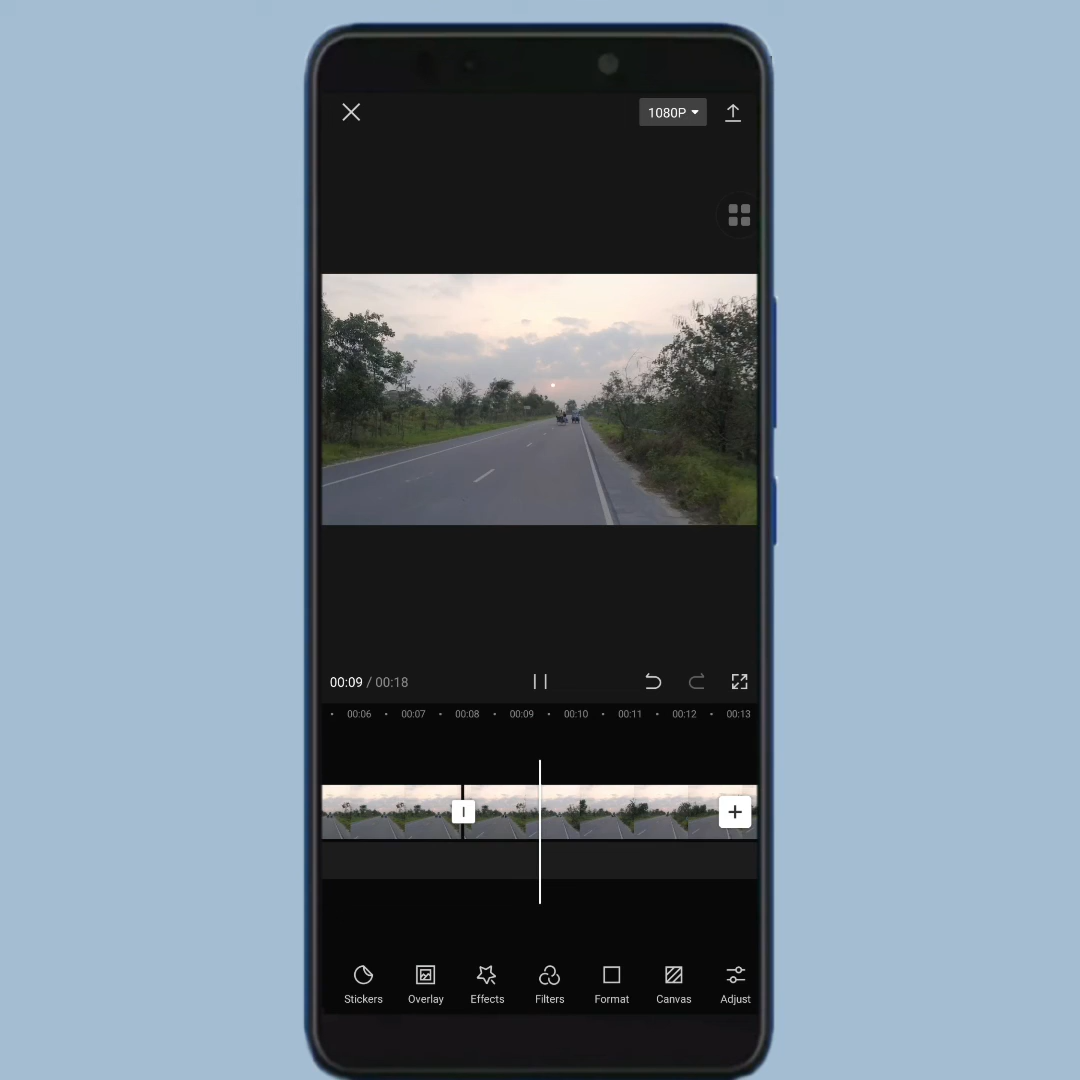 1080P
00:09 / 00:18
00:06 00:07 00:08 00:09 00:10 00:11 00:12 00:13
Stickers Overlay Effects Filters Format Canvas Adjust